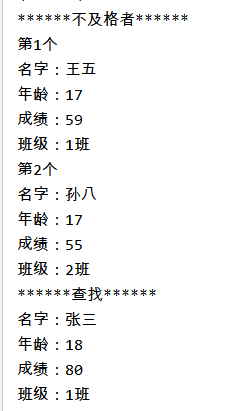 ******不及格者******
第1个
名字：王五
年龄：17
成绩：59
班级：1班
第2个
名字：孙八
年龄：17
成绩：55
班级：2班
******查找******
名字：张三
年龄：18
成绩：80
班级：1班